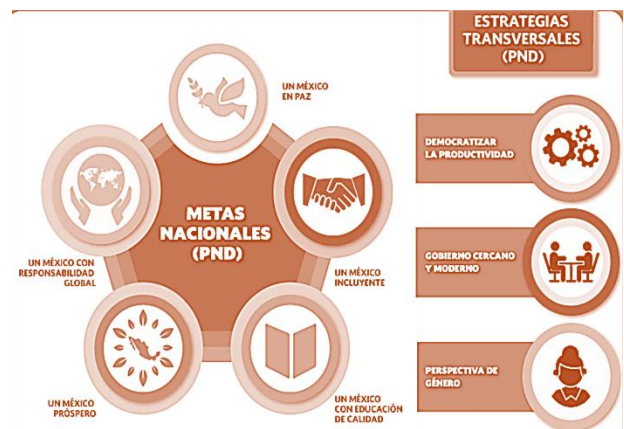 ESTRATEGIAS
TRANSVERSALES
(PND)
UN MÉXICO
EN PAZ
METAS
NACIONALES
(PND)
UN MÉXICO CON
RESPONSABILIDAD
GLOBAL
UN MÉXICO
INCLUYENTE
UN MÉXICO
PRÓSPERO
UN MÉXICO
CON EDUCACIÓN
DE CALIDAD
DEMOCRATIZAR
LA PRODUCTIVIDAD
GOBIERNO CERCANO
Y MODERNO
PERSPECTIVA DE
GÉNERO